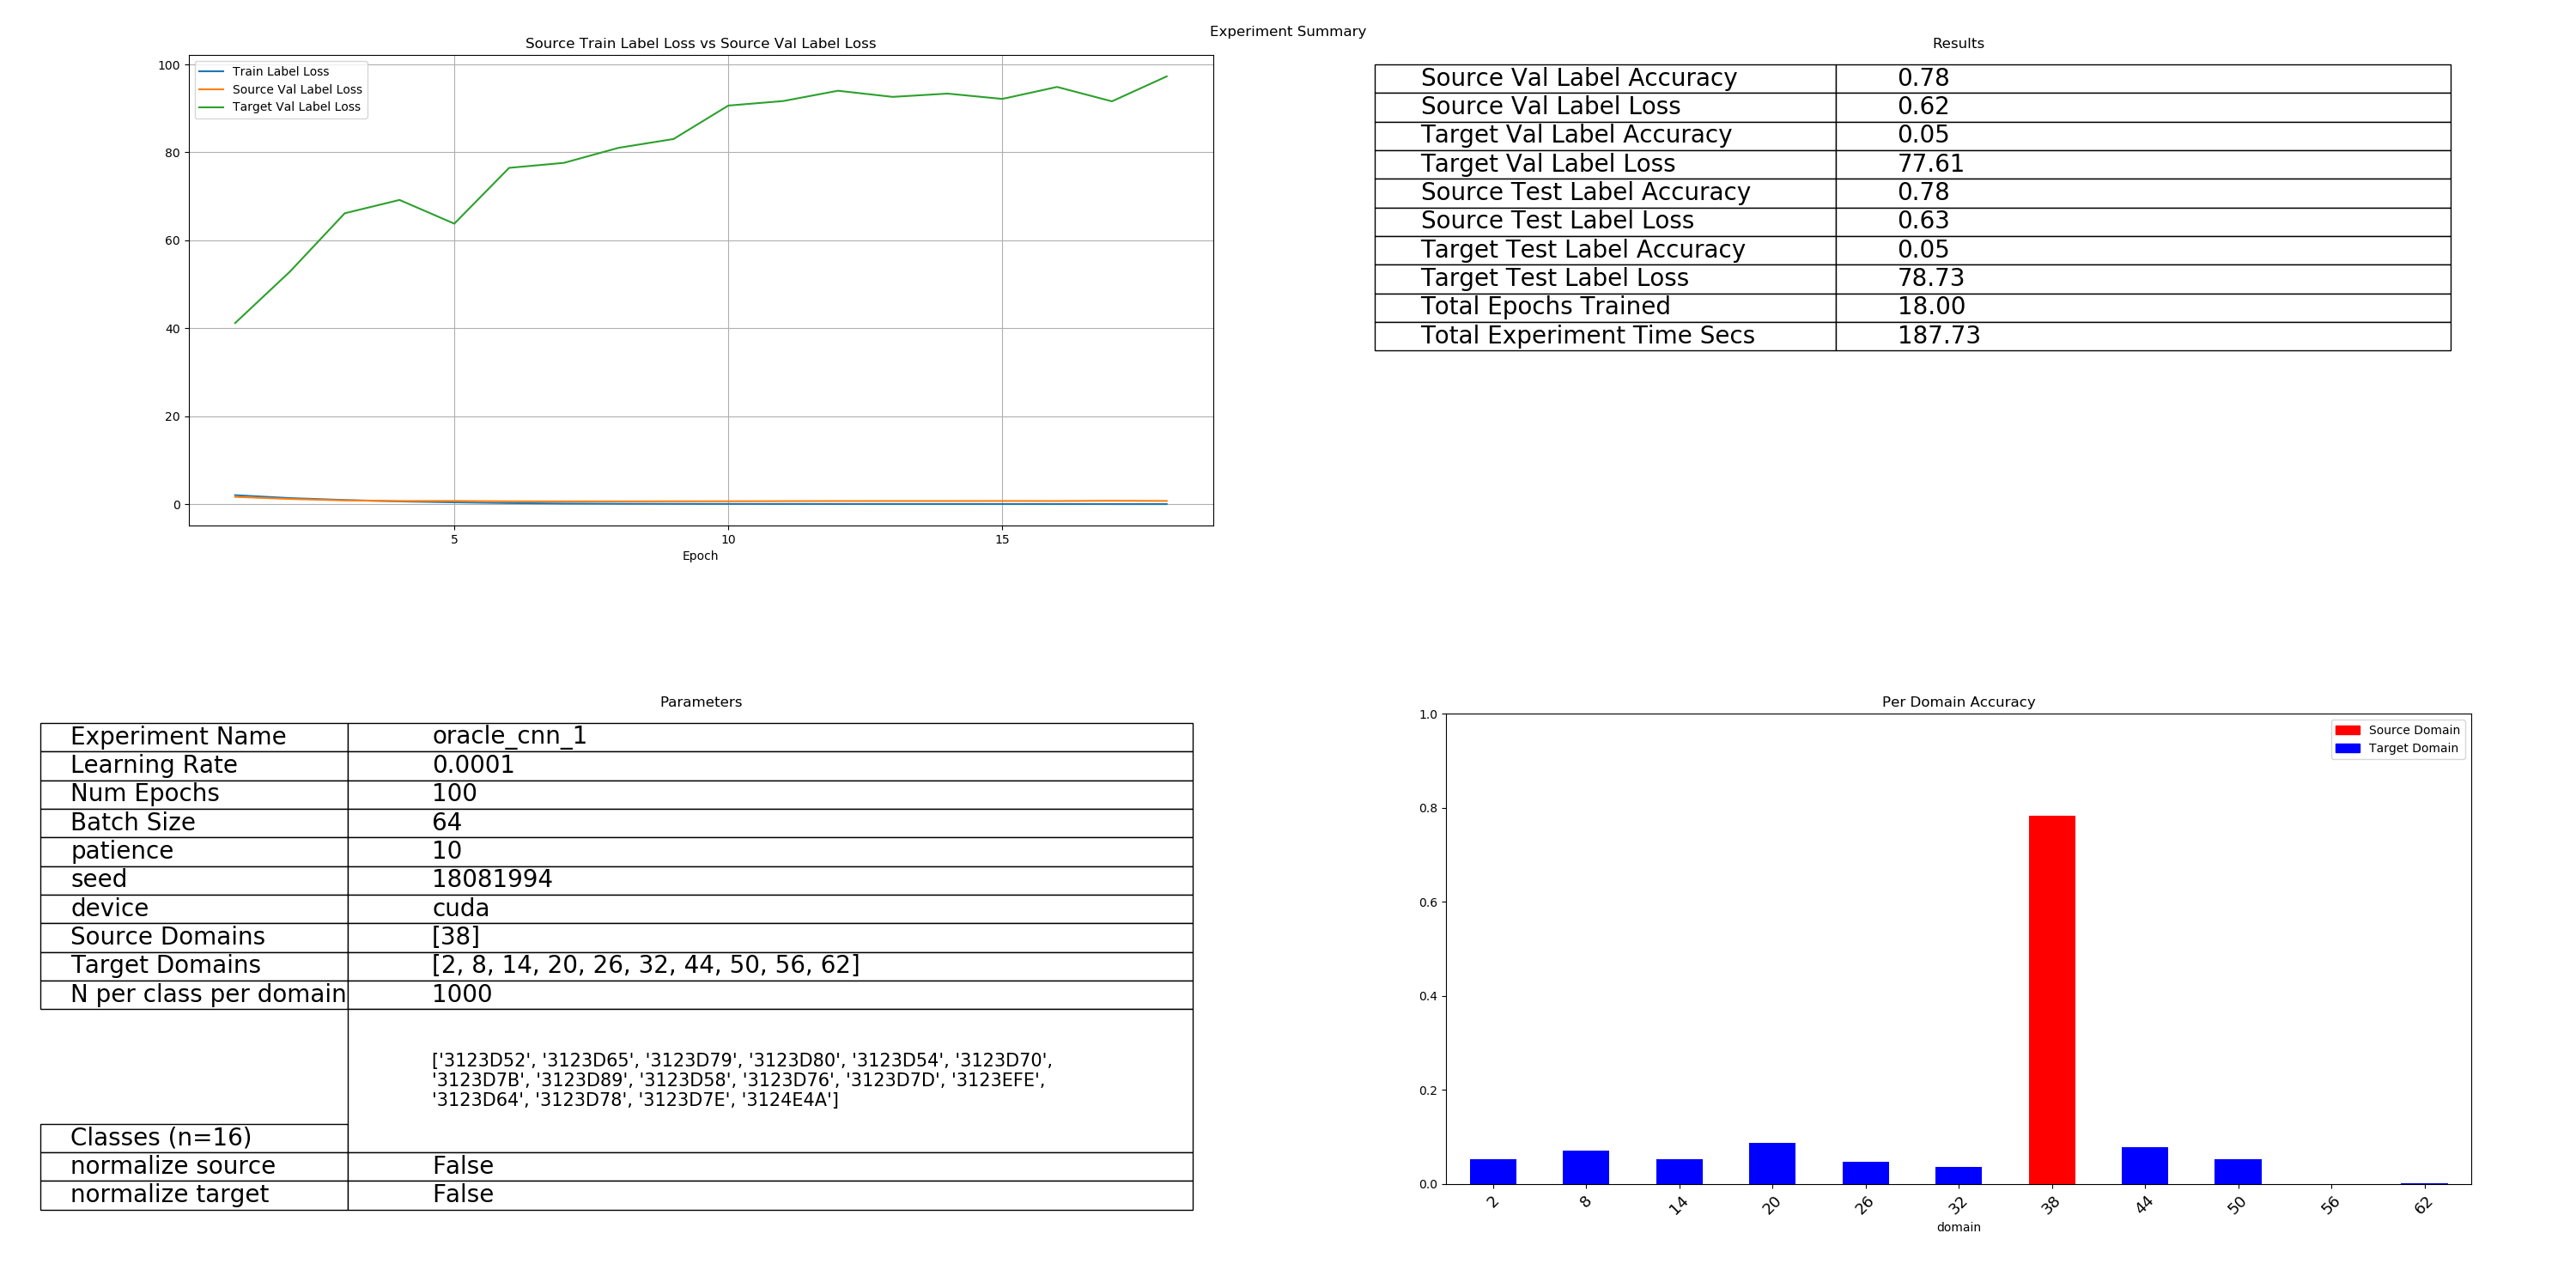 Experiment Summary
Source Train Label Loss vs Source Val Label Loss
Train Label Loss
Source Val Label Loss
Target Val Label Loss
100
80
60
40
20
0
5 10 15
Epoch
Results
Source Val Label Accuracy 0.78
Source Val Label Loss 0.62
Target Val Label Accuracy 0.05
Target Val Label Loss 77.61
Source Test Label Accuracy 0.78
Source Test Label Loss 0.63
Target Test Label Accuracy 0.05
Target Test Label Loss 78.73
Total Epochs Trained 18.00
Total Experiment Time Secs 187.73
Parameters
Experiment Name oracle_cnn_1
Learning Rate 0.0001
Num Epochs 100
Batch Size 64
patience 10
seed 18081994
device cuda
Source Domains [38]
Target Domains [2, 8, 14, 20, 26, 32, 44, 50, 56, 62]
N per class per domain 1000
['3123D52', '3123D65', '3123D79', '3123D80', '3123D54', '3123D70',
'3123D7B', '3123D89', '3123D58', '3123D76', '3123D7D', '3123EFE',
'3123D64', '3123D78', '3123D7E', '3124E4A']
Classes (n=16)
normalize source False
normalize target False
Per Domain Accuracy
Source Domain
Target Domain
1.0
0.8
0.6
0.4
0.2
0.0
2 8 14 20 26 32 38 44 50 56 62
domain